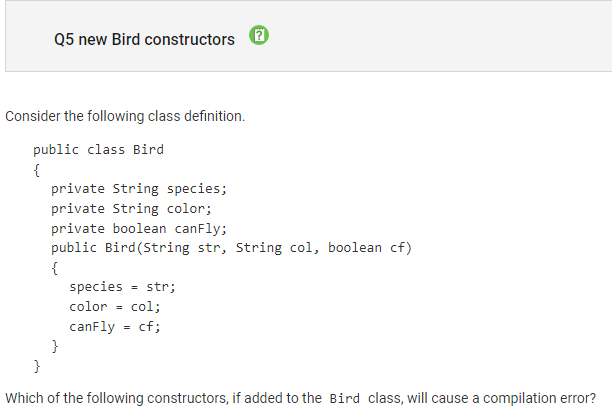 Q5 new Bird constructors ?
Consider the following class definition.
public class Bird
{
private String species;
private String color;
private boolean canFly;
public Bird(String str, String col, boolean cf)
{
species = str;
color = col;
canFly = cf;
}
}
Which of the following constructors, if added to the Bird class, will cause a compilation error?